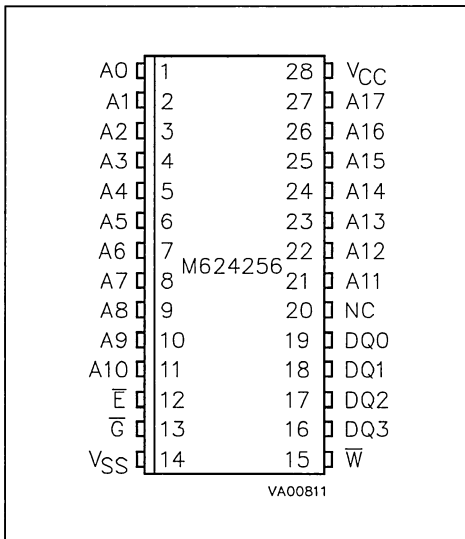 A0 1 28 VCC
A1 2 27 A17
A2 3 26 A16
A3 4 25 A15
A4 5 24 A14
A5 6 23 A13
A6 7 22 A12
M624256
A7 8 21 A11
A8 9 20 NC
A9 10 19 DQ0
A10 11 18 DQ1
E̅ 12 17 DQ2
G̅ 13 16 DQ3
VSS 14 15 W̅
VA00811